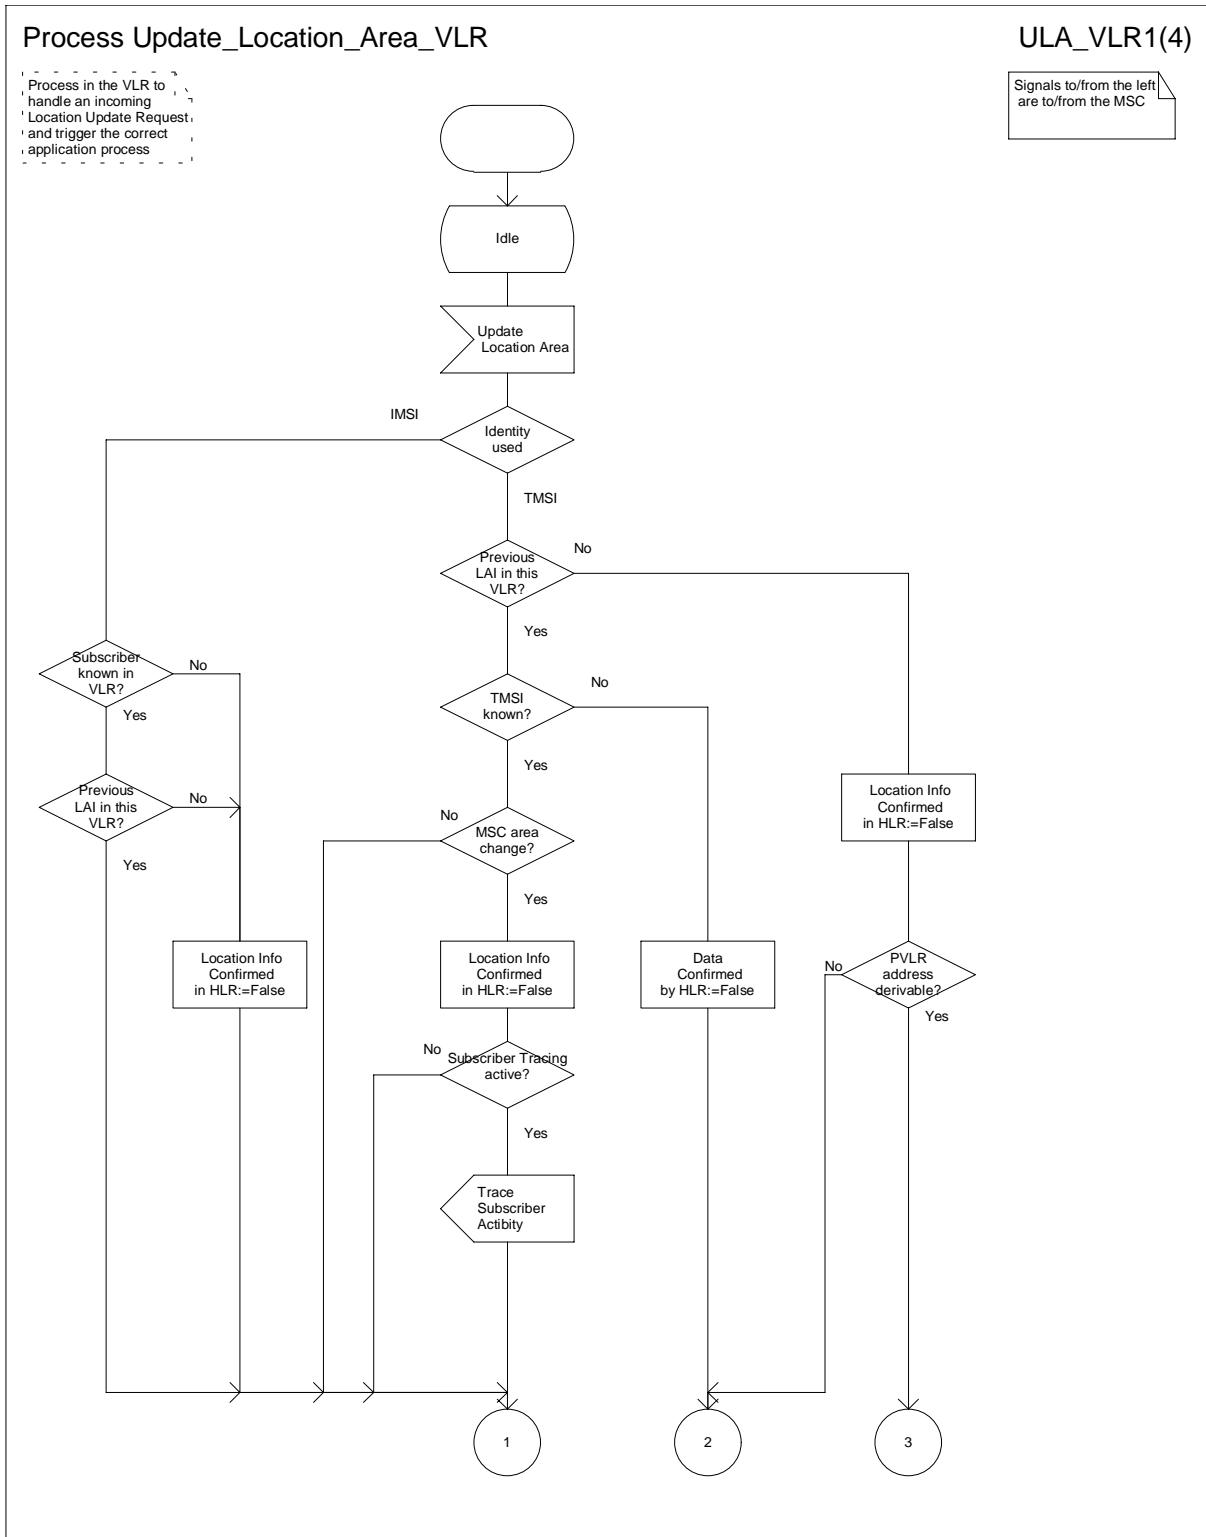 Process Update_Location_Area_VLR
ULA_VLR1(4)
Process in the VLR to
handle an incoming
Location Update Request
and trigger the correct
application process
Signals to/from the left
are to/from the MSC
Idle
Update
Location Area
IMSI
Identity
used
TMSI
Previous
LAI in this
VLR?
No
Yes
Subscriber
known in
VLR?
No
Yes
TMSI
known?
No
Yes
Previous
LAI in this
VLR?
No
Yes
MSC area
change?
No
Yes
Location Info
Confirmed
in HLR:=False
Location Info
Confirmed
in HLR:=False
Location Info
Confirmed
in HLR:=False
Data
Confirmed
by HLR:=False
PVLR
address
derivable?
No
Yes
Subscriber Tracing
active?
No
Yes
Trace
Subscriber
Actibity
1
2
3